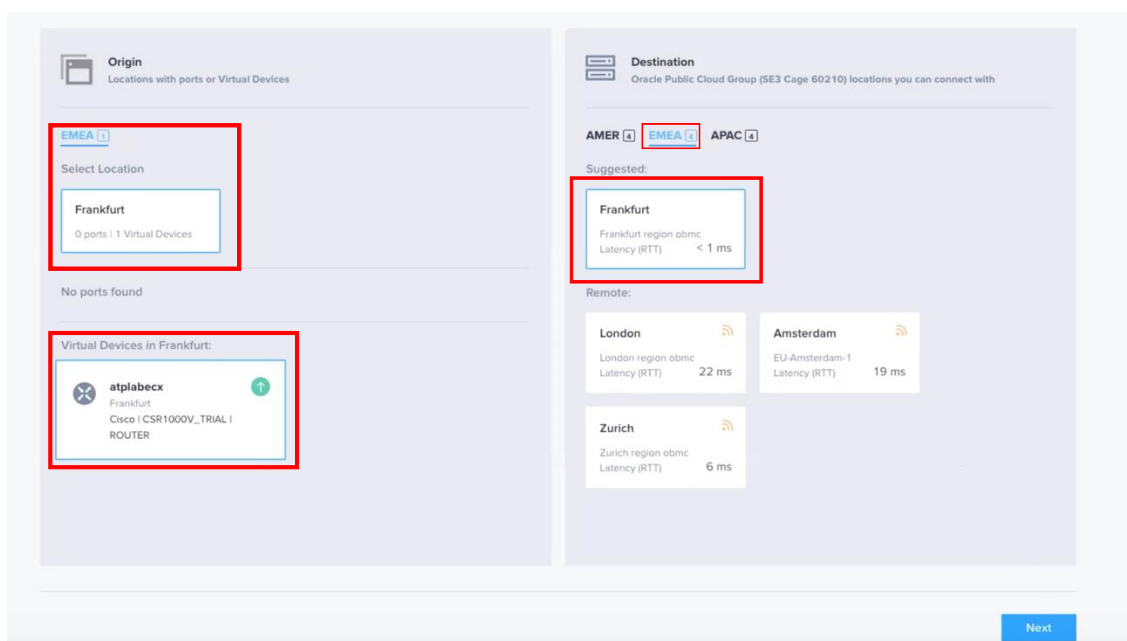 Origin
Locations with ports or Virtual Devices
EMEA 1
Select Location
Frankfurt
0 ports | 1 Virtual Devices
No ports found
Virtual Devices in Frankfurt:
atplabecx
Frankfurt
Cisco | CSR1000V_TRIAL |
ROUTER
Destination
Oracle Public Cloud Group (SE3 Cage 60210) locations you can connect with
AMER 4 EMEA 4 APAC 4
Suggested:
Frankfurt
Frankfurt region obmc
Latency (RTT) < 1 ms
Remote:
London
London region obmc
Latency (RTT) 22 ms
Amsterdam
EU-Amsterdam-1
Latency (RTT) 19 ms
Zurich
Zurich region obmc
Latency (RTT) 6 ms
Next